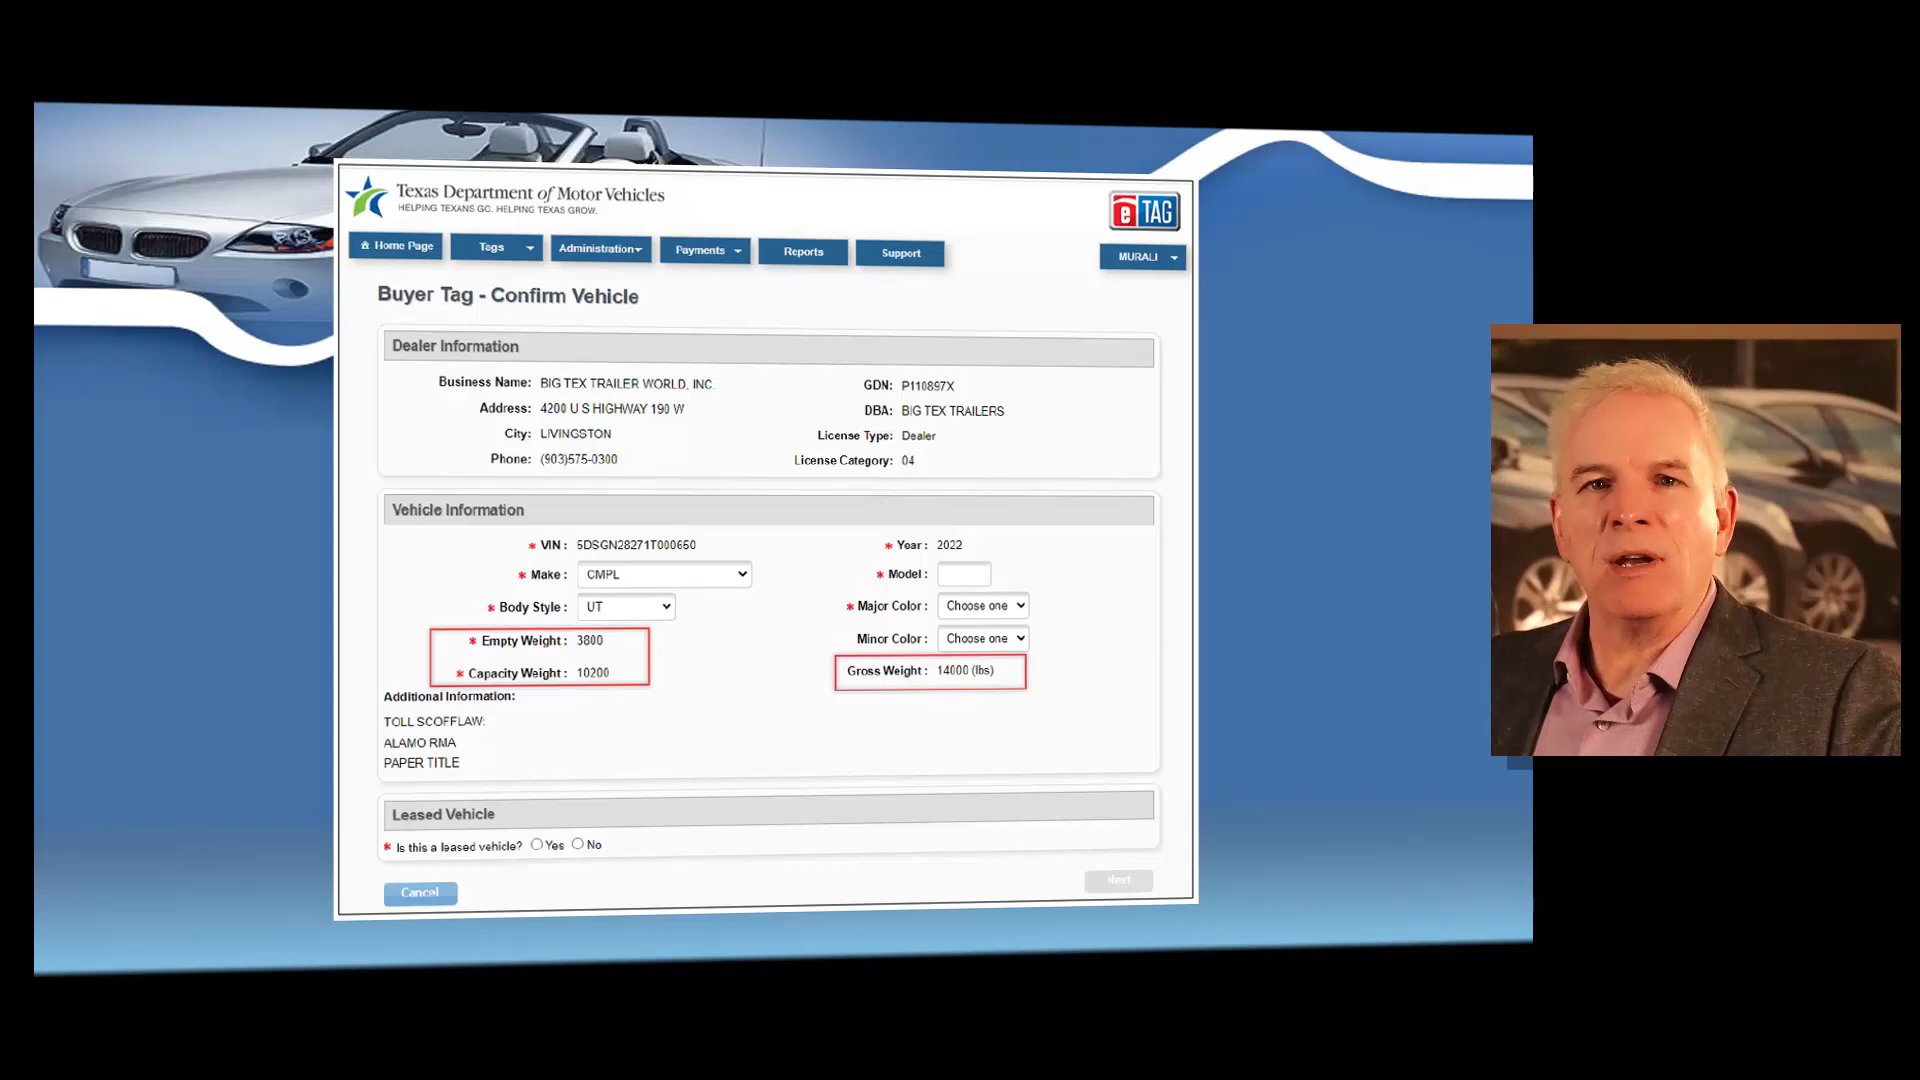 Texas Department of Motor Vehicles
HELPING TEXANS GO. HELPING TEXAS GROW.
eTAG
Home Page Tags Administration Payments Reports Support MURALI
Buyer Tag - Confirm Vehicle
Dealer Information
Business Name: BIG TEX TRAILER WORLD, INC. GDN: P110897X
Address: 4200 U S HIGHWAY 190 W DBA: BIG TEX TRAILERS
City: LIVINGSTON License Type: Dealer
Phone: (903)575-0300 License Category: 04
Vehicle Information
* VIN : 5DSGN28271T000650 * Year : 2022
* Make : CMPL * Model :
* Body Style : UT * Major Color : Choose one
* Empty Weight : 3800 Minor Color : Choose one
* Capacity Weight : 10200 Gross Weight : 14000 (lbs)
Additional Information:
TOLL SCOFFLAW:
ALAMO RMA
PAPER TITLE
Leased Vehicle
* Is this a leased vehicle? Yes No
Cancel Next